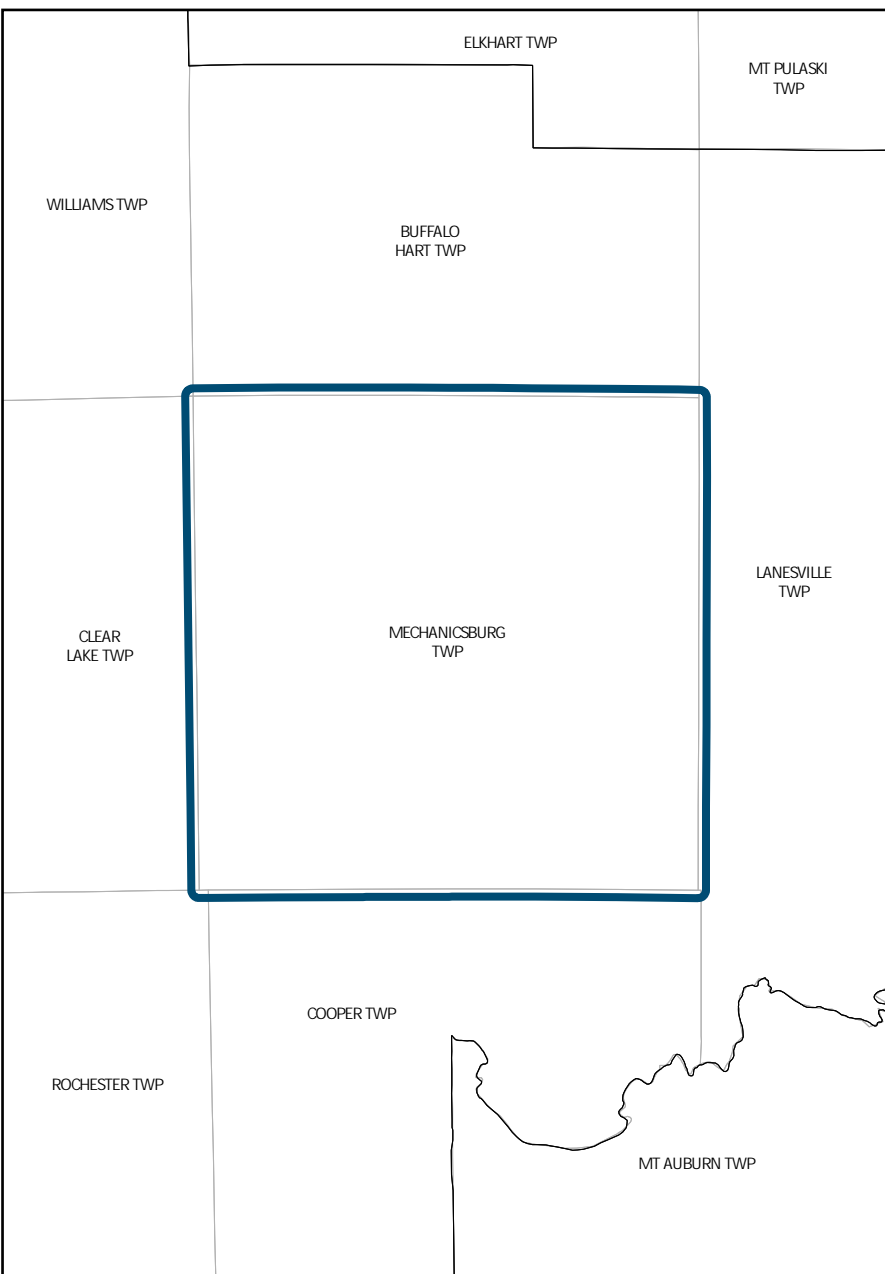 ELKHART TWP
MT PULASKI
TWP
WILLIAMS TWP
BUFFALO
HART TWP
LANESVILLE
TWP
CLEAR
LAKE TWP
MECHANICSBURG
TWP
COOPER TWP
ROCHESTER TWP
MT AUBURN TWP